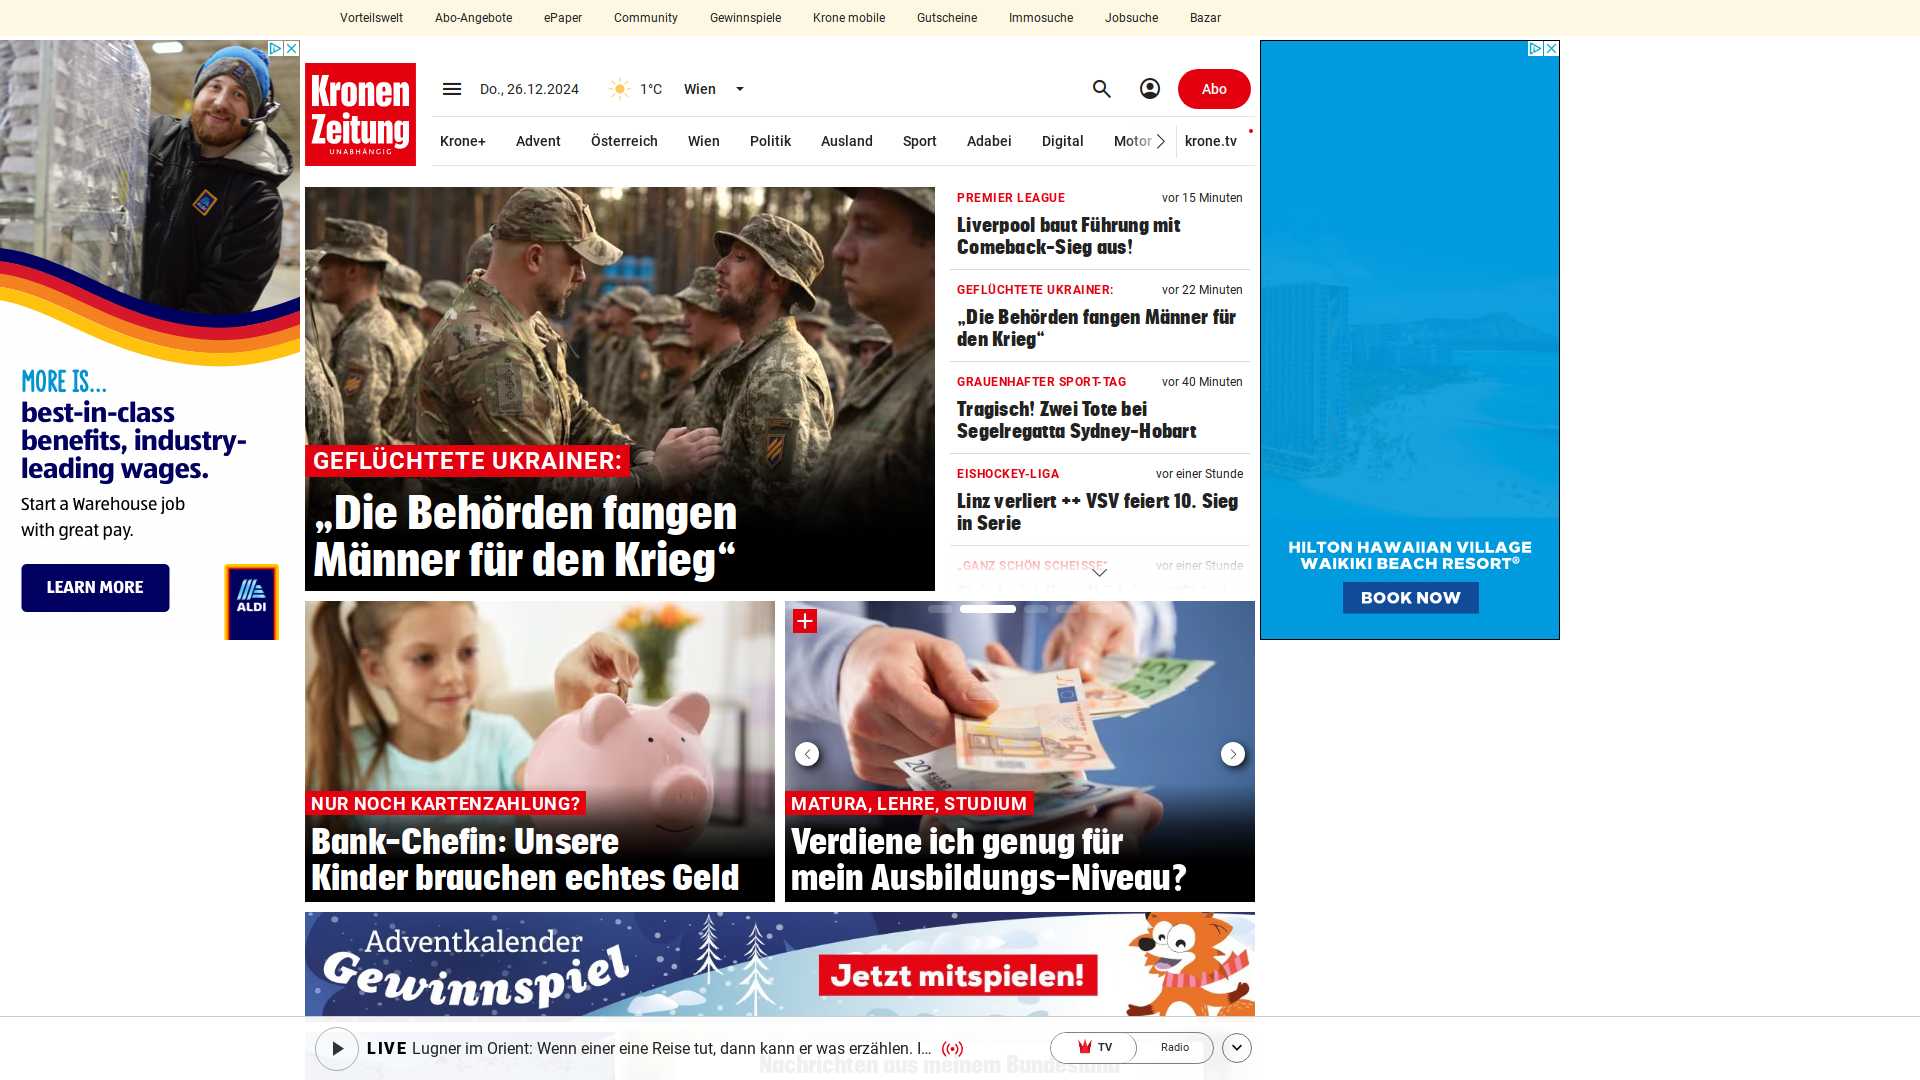 Vorteilswelt Abo-Angebote ePaper Community Gewinnspiele Krone mobile Gutscheine Immosuche Jobsuche Bazar
Kronen
Zeitung
UNABHÄNGIG
Do., 26.12.2024 1°C Wien
Abo
Krone+ Advent Österreich Wien Politik Ausland Sport Adabei Digital Motor krone.tv
MORE IS...
best-in-class
benefits, industry-
leading wages.
Start a Warehouse job
with great pay.
LEARN MORE
ALDI
GEFLÜCHTETE UKRAINER:
„Die Behörden fangen
Männer für den Krieg“
PREMIER LEAGUE vor 15 Minuten
Liverpool baut Führung mit
Comeback-Sieg aus!
GEFLÜCHTETE UKRAINER: vor 22 Minuten
„Die Behörden fangen Männer für
den Krieg“
GRAUENHAFTER SPORT-TAG vor 40 Minuten
Tragisch! Zwei Tote bei
Segelregatta Sydney-Hobart
EISHOCKEY-LIGA vor einer Stunde
Linz verliert ++ VSV feiert 10. Sieg
in Serie
„GANZ SCHÖN SCHEISSE“ vor einer Stunde
HILTON HAWAIIAN VILLAGE
WAIKIKI BEACH RESORT®
BOOK NOW
NUR NOCH KARTENZAHLUNG?
Bank-Chefin: Unsere
Kinder brauchen echtes Geld
MATURA, LEHRE, STUDIUM
Verdiene ich genug für
mein Ausbildungs-Niveau?
Adventkalender
Gewinnspiel
Jetzt mitspielen!
LIVE Lugner im Orient: Wenn einer eine Reise tut, dann kann er was erzählen. I...
TV Radio
Nachrichten aus meinem Bundesland